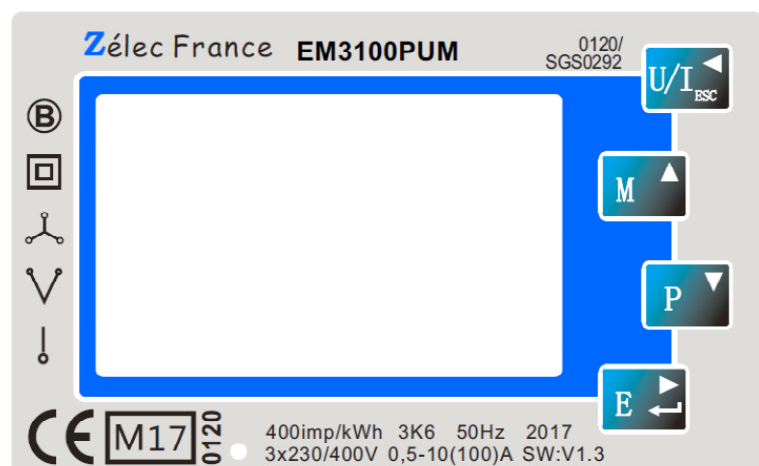 Zélec France EM3100PUM 0120/
SGS0292
U/I ESC
B
M
P
E
CE M17 0120
400imp/kWh 3K6 50Hz 2017
3x230/400V 0,5-10(100)A SW:V1.3